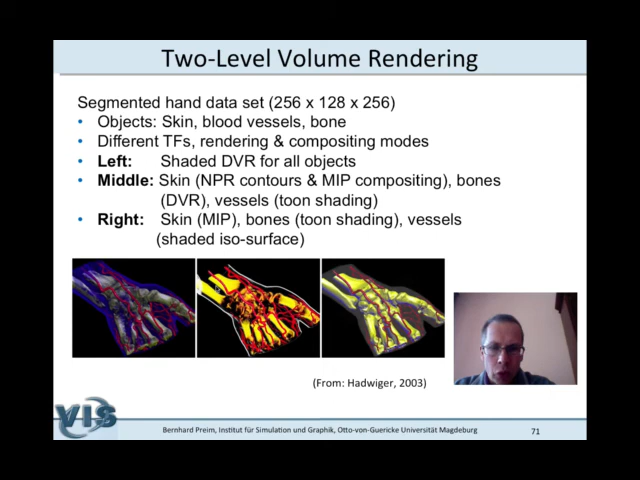 Two-Level Volume Rendering
Segmented hand data set (256 x 128 x 256)
• Objects: Skin, blood vessels, bone
• Different TFs, rendering & compositing modes
• Left: Shaded DVR for all objects
• Middle: Skin (NPR contours & MIP compositing), bones
(DVR), vessels (toon shading)
• Right: Skin (MIP), bones (toon shading), vessels
(shaded iso-surface)
(From: Hadwiger, 2003)
VIS
Bernhard Preim, Institut für Simulation und Graphik, Otto-von-Guericke Universität Magdeburg
71